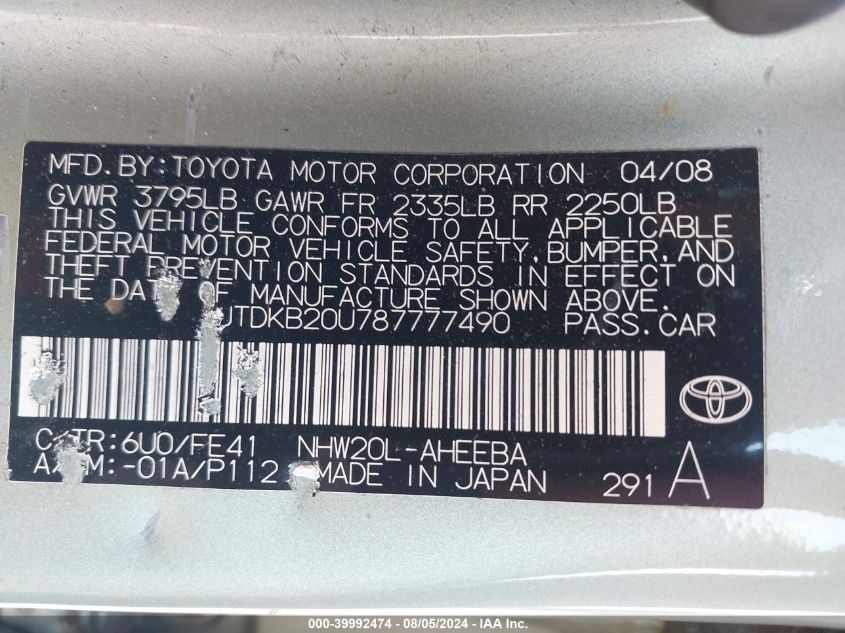 MFD. BY: TOYOTA MOTOR CORPORATION 04/08
GVWR 3795LB GAWR FR 2335LB RR 2250LB
THIS VEHICLE CONFORMS TO ALL APPLICABLE
FEDERAL MOTOR VEHICLE SAFETY, BUMPER, AND
THEFT PREVENTION STANDARDS IN EFFECT ON
THE DATE OF MANUFACTURE SHOWN ABOVE.
JTDKB20U787777490 PASS. CAR
C/TR: 6U0/FE41 NHW20L-AHEEBA
A/TM: -01A/P112 MADE IN JAPAN 291 A
000-39992474 - 08/05/2024 - IAA Inc.